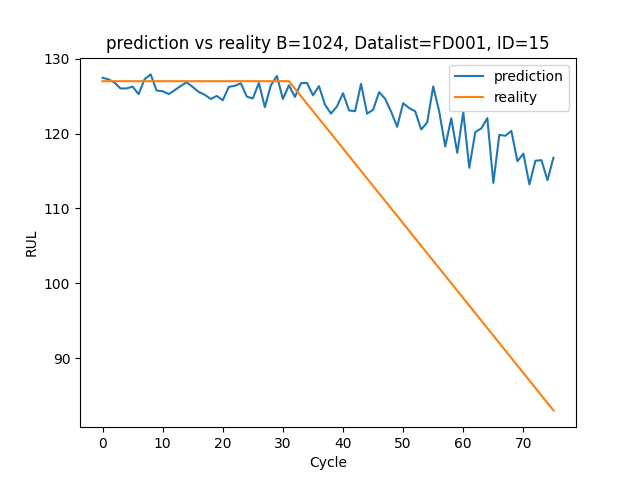 prediction vs reality B=1024, Datalist=FD001, ID=15
130
120
110
100
90
RUL
prediction
reality
0 10 20 30 40 50 60 70
Cycle